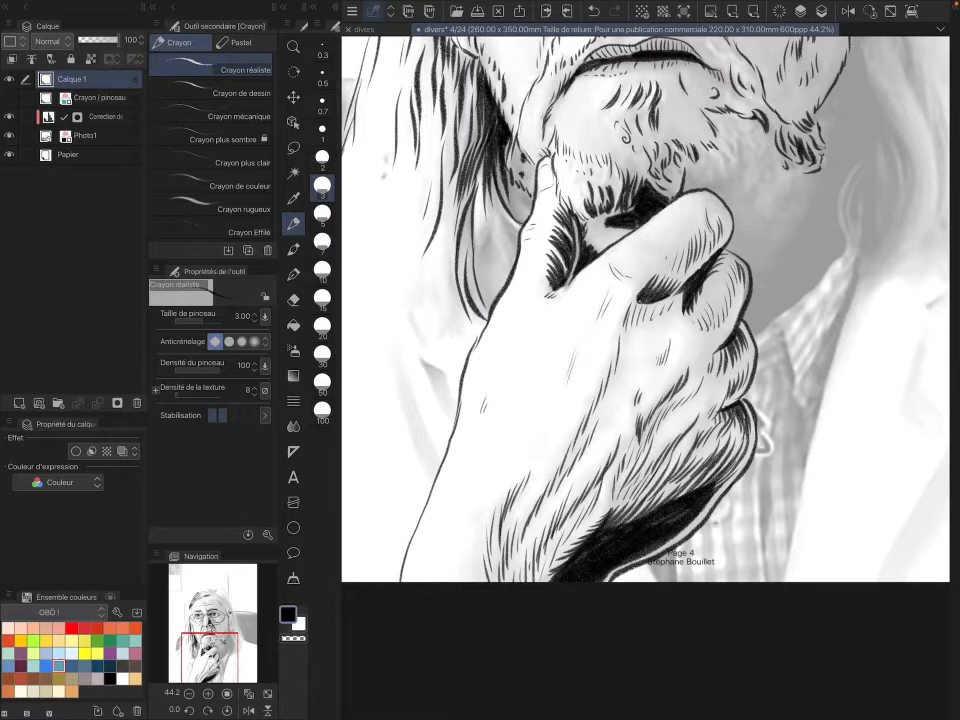 divers
divers* 4/24 (260.00 x 350.00mm Taille de reliure. Pour une publication commerciale 220.00 x 310.00mm 600ppp 44.2%)
Calque
Normal
100
Calque 1
Crayon / pinceau
Correction de
Photo1
Papier
Propriété du calqu
Effet
Couleur d'expression
Couleur
Ensemble couleurs
OBÖ !
Outil secondaire [Crayon]
Crayon
Pastel
Crayon réaliste
Crayon de dessin
Crayon mécanique
Crayon plus sombre
Crayon plus clair
Crayon de couleur
Crayon rugueux
Crayon Effilé
Propriétés de l'outil
Crayon réaliste
Taille de pinceau
3.00
Anticrénelage
Densité du pinceau
100
Densité de la texture
8
Stabilisation
Navigation
44.2
0.0
0.3
0.5
0.7
1
2
3
5
7
10
15
20
30
50
100
Page 4
Stéphane Bouillet